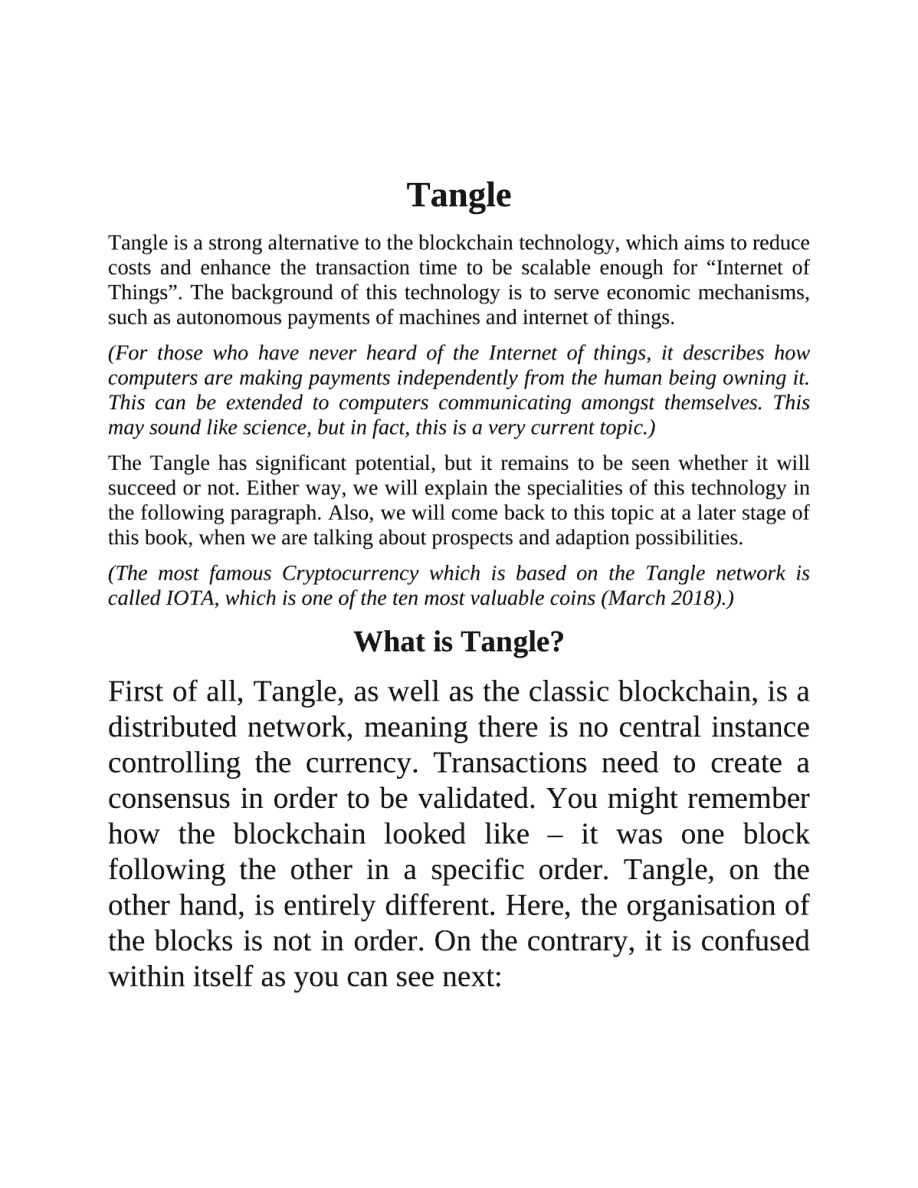 Tangle
Tangle is a strong alternative to the blockchain technology, which aims to reduce
costs and enhance the transaction time to be scalable enough for “Internet of
Things”. The background of this technology is to serve economic mechanisms,
such as autonomous payments of machines and internet of things.
(For those who have never heard of the Internet of things, it describes how
computers are making payments independently from the human being owning it.
This can be extended to computers communicating amongst themselves. This
may sound like science, but in fact, this is a very current topic.)
The Tangle has significant potential, but it remains to be seen whether it will
succeed or not. Either way, we will explain the specialities of this technology in
the following paragraph. Also, we will come back to this topic at a later stage of
this book, when we are talking about prospects and adaption possibilities.
(The most famous Cryptocurrency which is based on the Tangle network is
called IOTA, which is one of the ten most valuable coins (March 2018).)
What is Tangle?
First of all, Tangle, as well as the classic blockchain, is a
distributed network, meaning there is no central instance
controlling the currency. Transactions need to create a
consensus in order to be validated. You might remember
how the blockchain looked like – it was one block
following the other in a specific order. Tangle, on the
other hand, is entirely different. Here, the organisation of
the blocks is not in order. On the contrary, it is confused
within itself as you can see next: